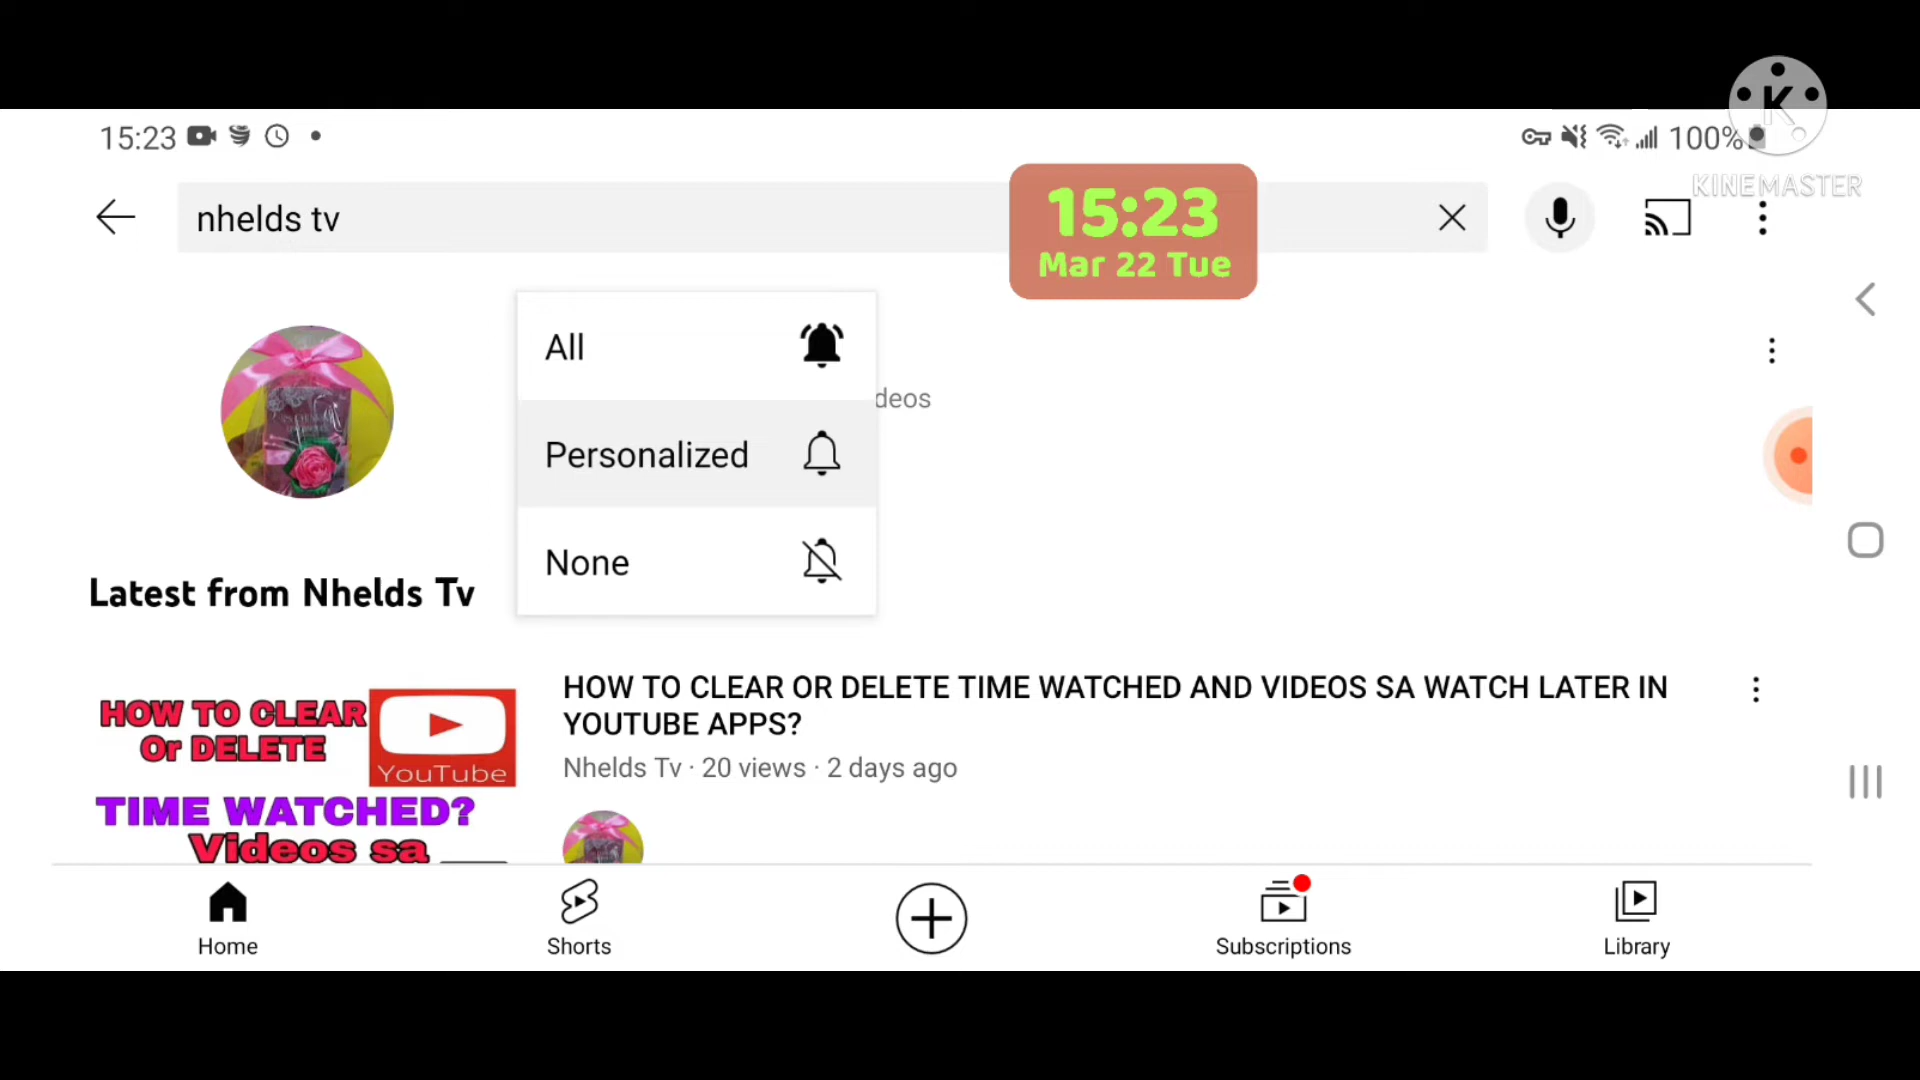 K
KINEMASTER
15:23
100%
nhelds tv
15:23
Mar 22 Tue
All
deos
Personalized
None
Latest from Nhelds Tv
HOW TO CLEAR
Or DELETE
YouTube
TIME WATCHED?
Videos sa
HOW TO CLEAR OR DELETE TIME WATCHED AND VIDEOS SA WATCH LATER IN
YOUTUBE APPS?
Nhelds Tv · 20 views · 2 days ago
Home
Shorts
Subscriptions
Library